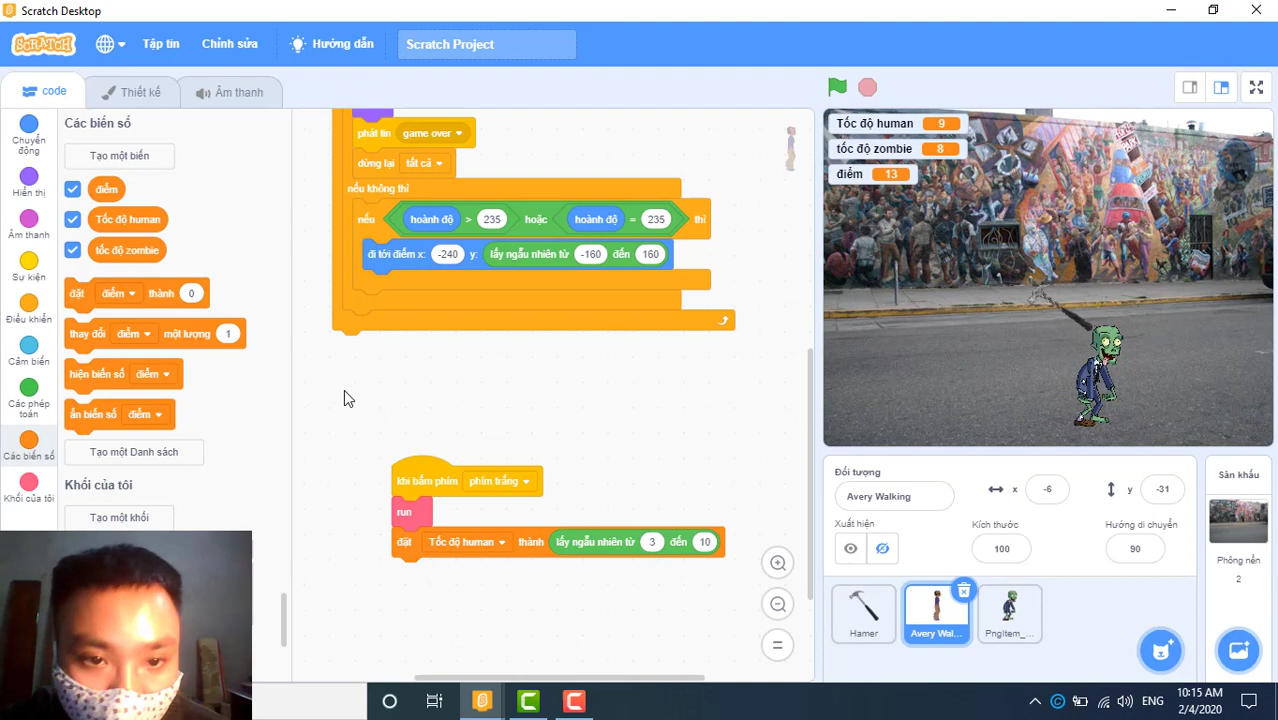 Scratch Desktop
SCRATCH
Tập tin
Chỉnh sửa
Hướng dẫn
Scratch Project
code
Thiết kế
Âm thanh
Chuyển động
Hiển thị
Âm thanh
Sự kiện
Điều khiển
Cảm biến
Các phép toán
Các biến số
Khối của tôi
Các biến số
Tạo một biến
điểm
Tốc độ human
tốc độ zombie
đặt điểm thành 0
thay đổi điểm một lượng 1
hiện biến số điểm
ẩn biến số điểm
Tạo một Danh sách
Khối của tôi
Tạo một khối
phát tin game over
dừng lại tất cả
nếu không thì
nếu hoành độ > 235 hoặc hoành độ = 235 thì
đi tới điểm x: -240 y: lấy ngẫu nhiên từ -160 đến 160
khi bấm phím phím trắng
run
đặt Tốc độ human thành lấy ngẫu nhiên từ 3 đến 10
Tốc độ human 9
tốc độ zombie 8
điểm 13
Đối tượng
Avery Walking
x -6
y -31
Xuất hiện
Kích thước
100
Hướng di chuyển
90
Hamer
Avery Wal...
PngItem_...
Sân khấu
Phông nền
2
ENG
10:15 AM
2/4/2020